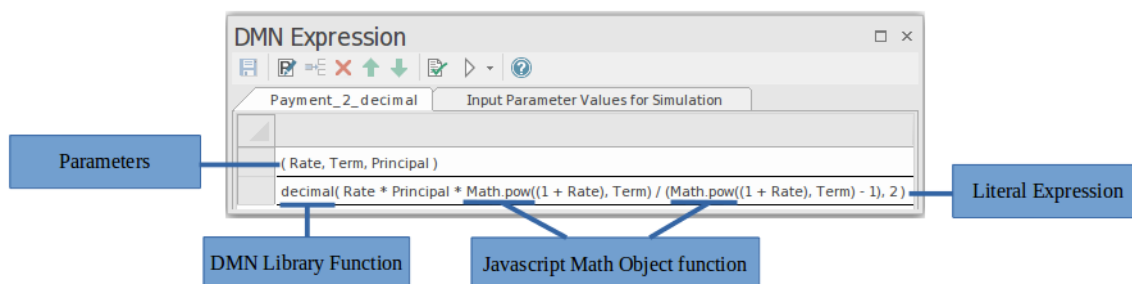 DMN Expression
Payment_2_decimal
Input Parameter Values for Simulation
Parameters
( Rate, Term, Principal )
decimal( Rate * Principal * Math.pow((1 + Rate), Term) / (Math.pow((1 + Rate), Term) - 1), 2 )
Literal Expression
DMN Library Function
Javascript Math Object function